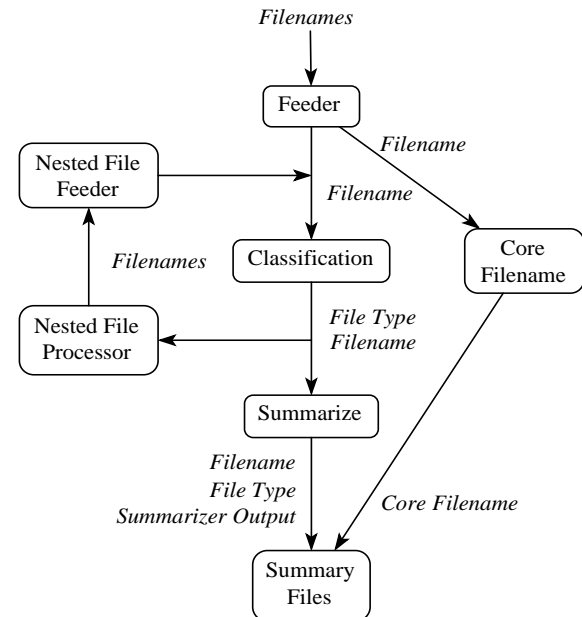 Filenames
Feeder
Filename
Nested File
Feeder
Filename
Filenames
Classification
Core
Filename
Nested File
Processor
File Type
Filename
Summarize
Filename
File Type
Summarizer Output
Core Filename
Summary
Files